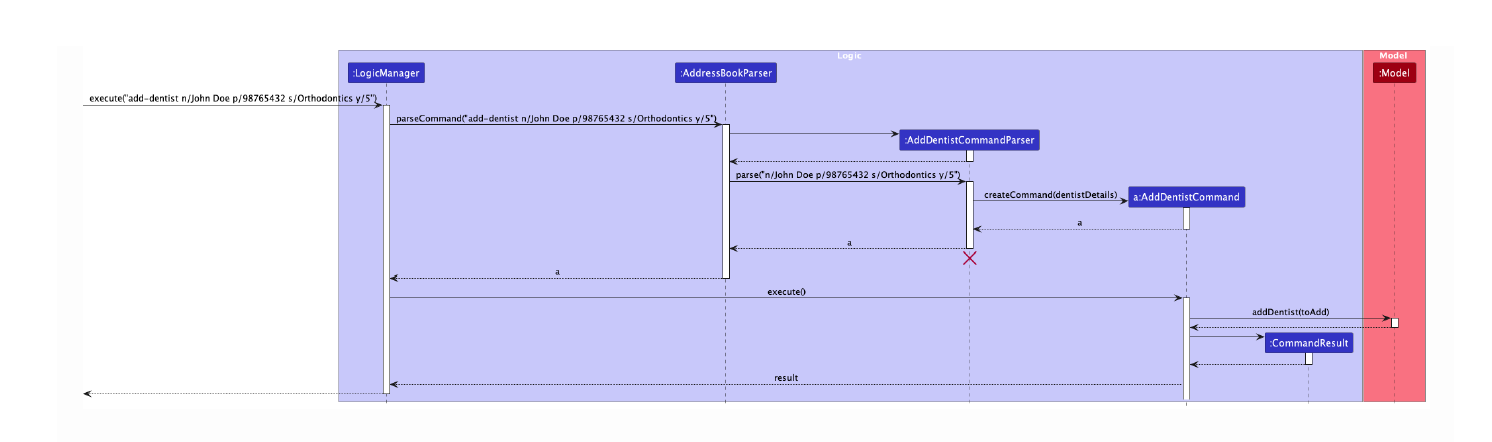 Logic
Model
:LogicManager
:AddressBookParser
:Model
execute("add-dentist n/John Doe p/98765432 s/Orthodontics y/5")
parseCommand("add-dentist n/John Doe p/98765432 s/Orthodontics y/5")
:AddDentistCommandParser
parse("n/John Doe p/98765432 s/Orthodontics y/5")
createCommand(dentistDetails)
a:AddDentistCommand
a
a
a
execute()
addDentist(toAdd)
:CommandResult
result